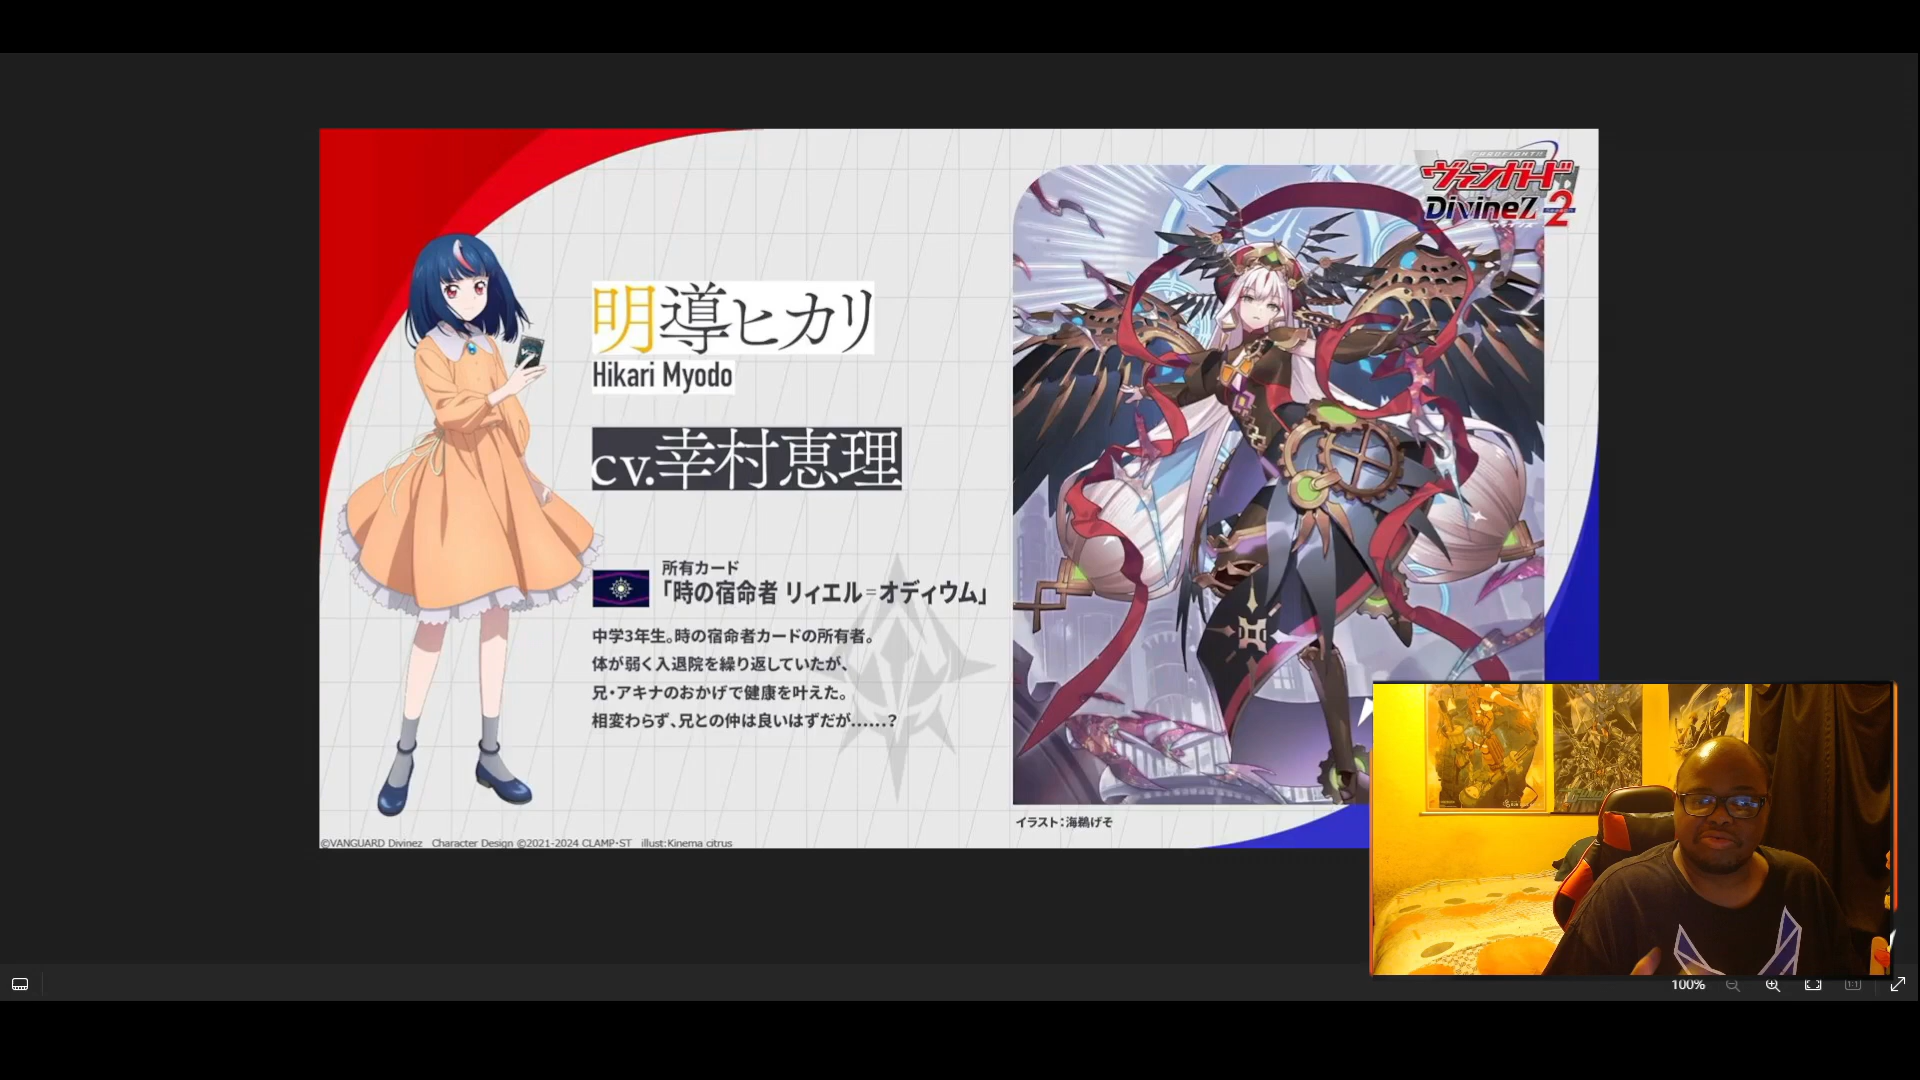 CARDFIGHT!!
ヴァンガード
DivineZ 2
明導ヒカリ
Hikari Myodo
cv.幸村恵理
所有カード
「時の宿命者 リィエル＝オディウム」
中学3年生。時の宿命者カードの所有者。
体が弱く入退院を繰り返していたが、
兄・アキナのおかげで健康を叶えた。
相変わらず、兄との仲は良いはずだが……？
イラスト：海鵜げそ
©VANGUARD Divinez Character Design ©2021-2024 CLAMP・ST illust:Kinema citrus
100%
1:1